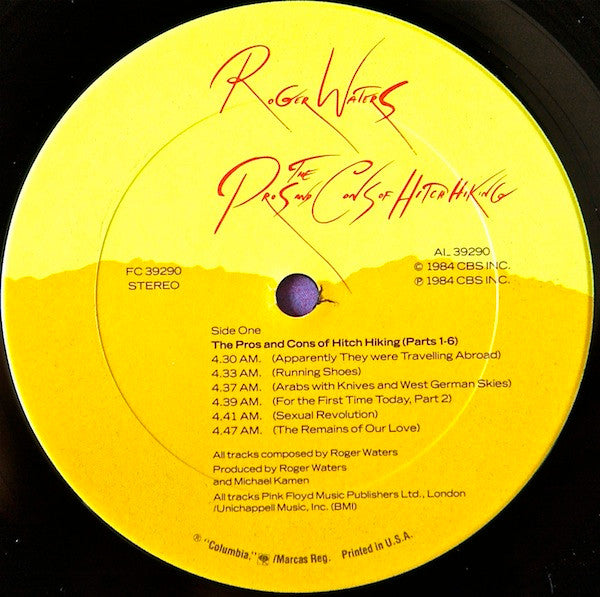 Roger Waters
The
Pros and Cons of Hitch Hiking
FC 39290
STEREO
AL 39290
© 1984 CBS INC.
℗ 1984 CBS INC.
Side One
The Pros and Cons of Hitch Hiking (Parts 1-6)
4.30 AM. (Apparently They were Travelling Abroad)
4.33 AM. (Running Shoes)
4.37 AM. (Arabs with Knives and West German Skies)
4.39 AM. (For the First Time Today, Part 2)
4.41 AM. (Sexual Revolution)
4.47 AM. (The Remains of Our Love)
All tracks composed by Roger Waters
Produced by Roger Waters
and Michael Kamen
All tracks Pink Floyd Music Publishers Ltd., London
/Unichappell Music, Inc. (BMI)
® "Columbia," /Marcas Reg. Printed in U.S.A.